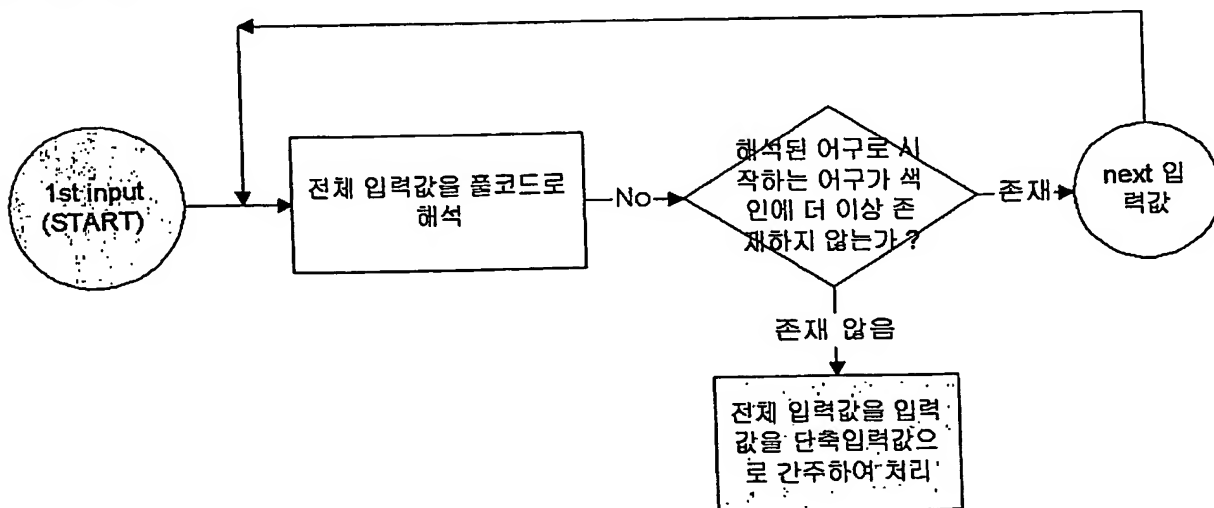 1st input
(START)
전체 입력값을 풀코드로
해석
No
해석된 어구로 시
작하는 어구가 색
인에 더 이상 존
재하지 않는가 ?
존재
next 입
력값
존재 않음
전체 입력값을 입력
값을 단축입력값으
로 간주하여 처리